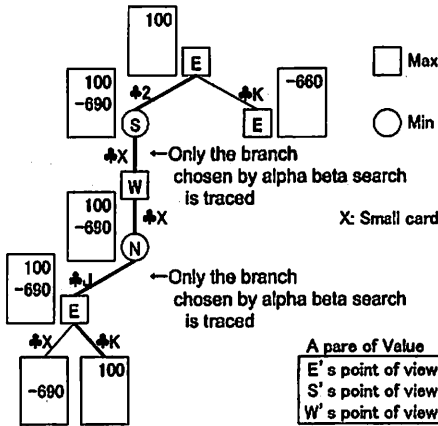 100
E
Max
100
-690
♣2
♣K
-660
S
E
Min
♣X
←Only the branch
chosen by alpha beta search
is traced
W
X: Small card
100
-690
♣X
N
100
-690
♣J
←Only the branch
chosen by alpha beta search
is traced
E
♣X
♣K
-690
100
A pare of Value
E's point of view
S's point of view
W's point of view